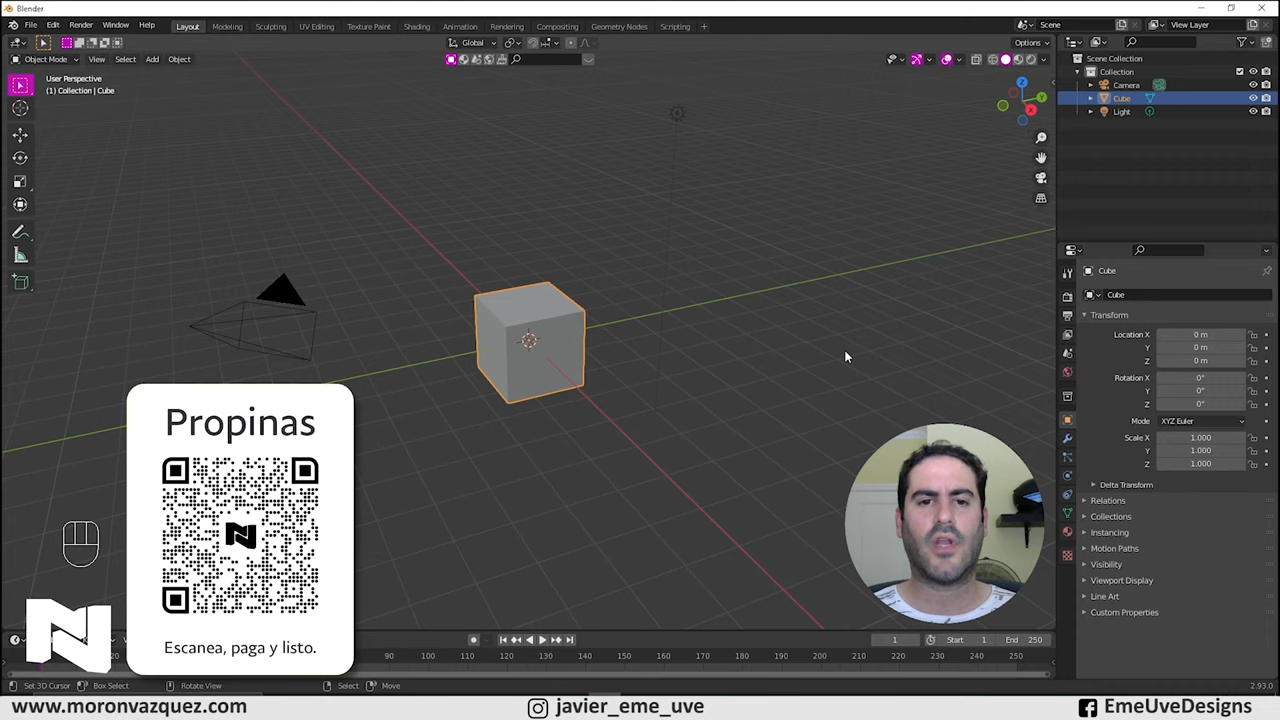 Blender
File Edit Render Window Help Layout Modeling Sculpting UV Editing Texture Paint Shading Animation Rendering Compositing Geometry Nodes Scripting + Scene View Layer
Global Options
Object Mode View Select Add Object
User Perspective
(1) Collection | Cube
Y
Z
X
Scene Collection
Collection
Camera
Cube
Light
Cube
Cube
Transform
Location X 0 m
Y 0 m
Z 0 m
Rotation X 0°
Y 0°
Z 0°
Mode XYZ Euler
Scale X 1.000
Y 1.000
Z 1.000
Delta Transform
Relations
Collections
Instancing
Motion Paths
Visibility
Viewport Display
Line Art
Custom Properties
Propinas
Escanea, paga y listo.
1 Start 1 End 250
90 100 110 120 130 140 150 160 170 180 190 200 210 220 230 240 250
Set 3D Cursor Box Select Rotate View Select Move 2.93.0
www.moronvazquez.com javier_eme_uve EmeUveDesigns